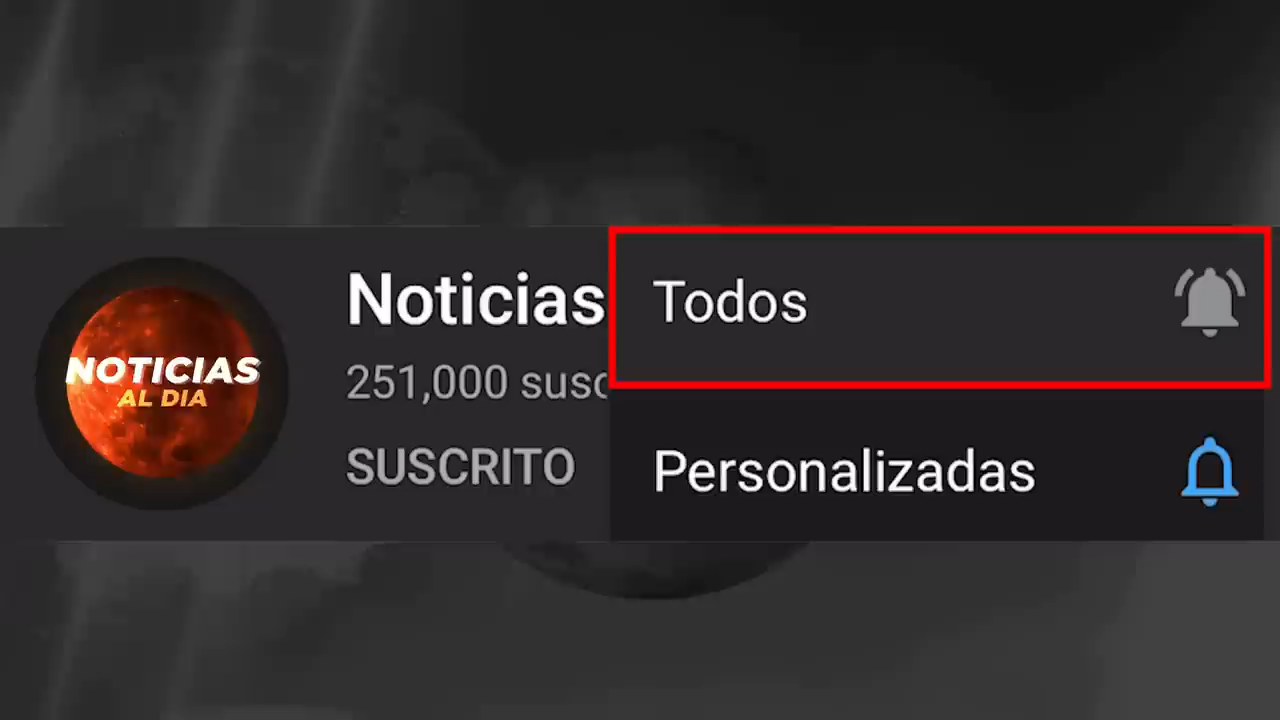 NOTICIAS
AL DIA
Noticias
251,000 susc
SUSCRITO
Todos
Personalizadas